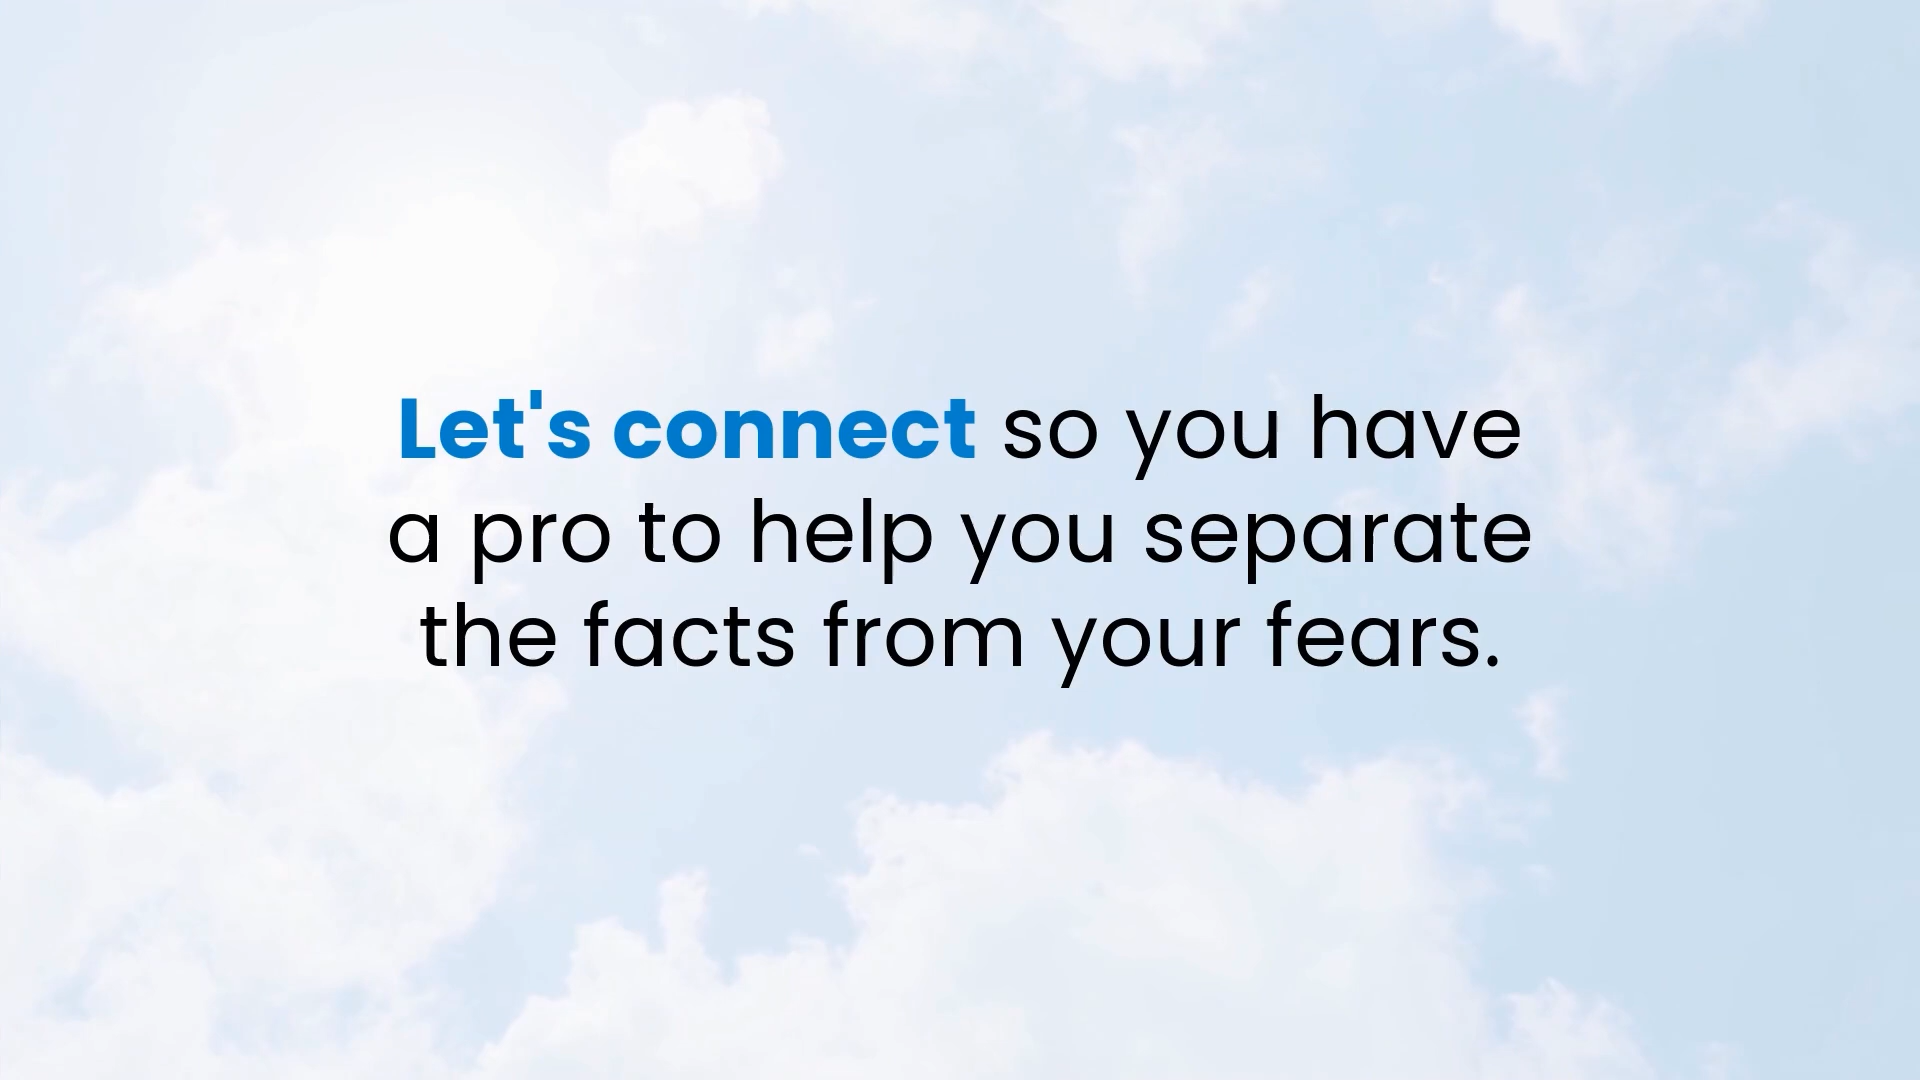 Let's connect so you have
a pro to help you separate
the facts from your fears.